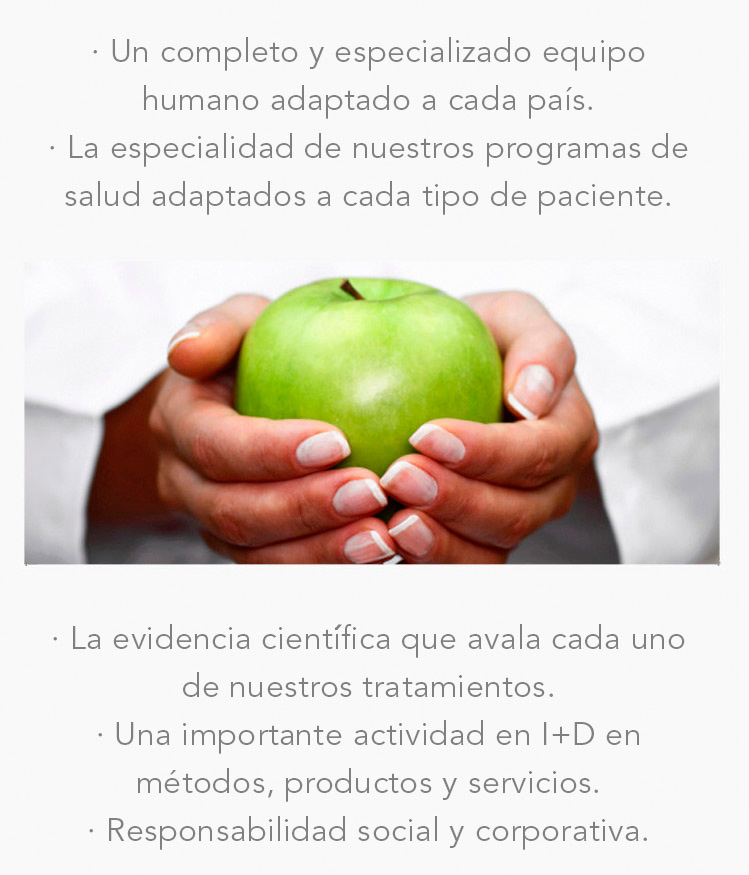 · Un completo y especializado equipo
humano adaptado a cada país.
· La especialidad de nuestros programas de
salud adaptados a cada tipo de paciente.
· La evidencia científica que avala cada uno
de nuestros tratamientos.
· Una importante actividad en I+D en
métodos, productos y servicios.
· Responsabilidad social y corporativa.